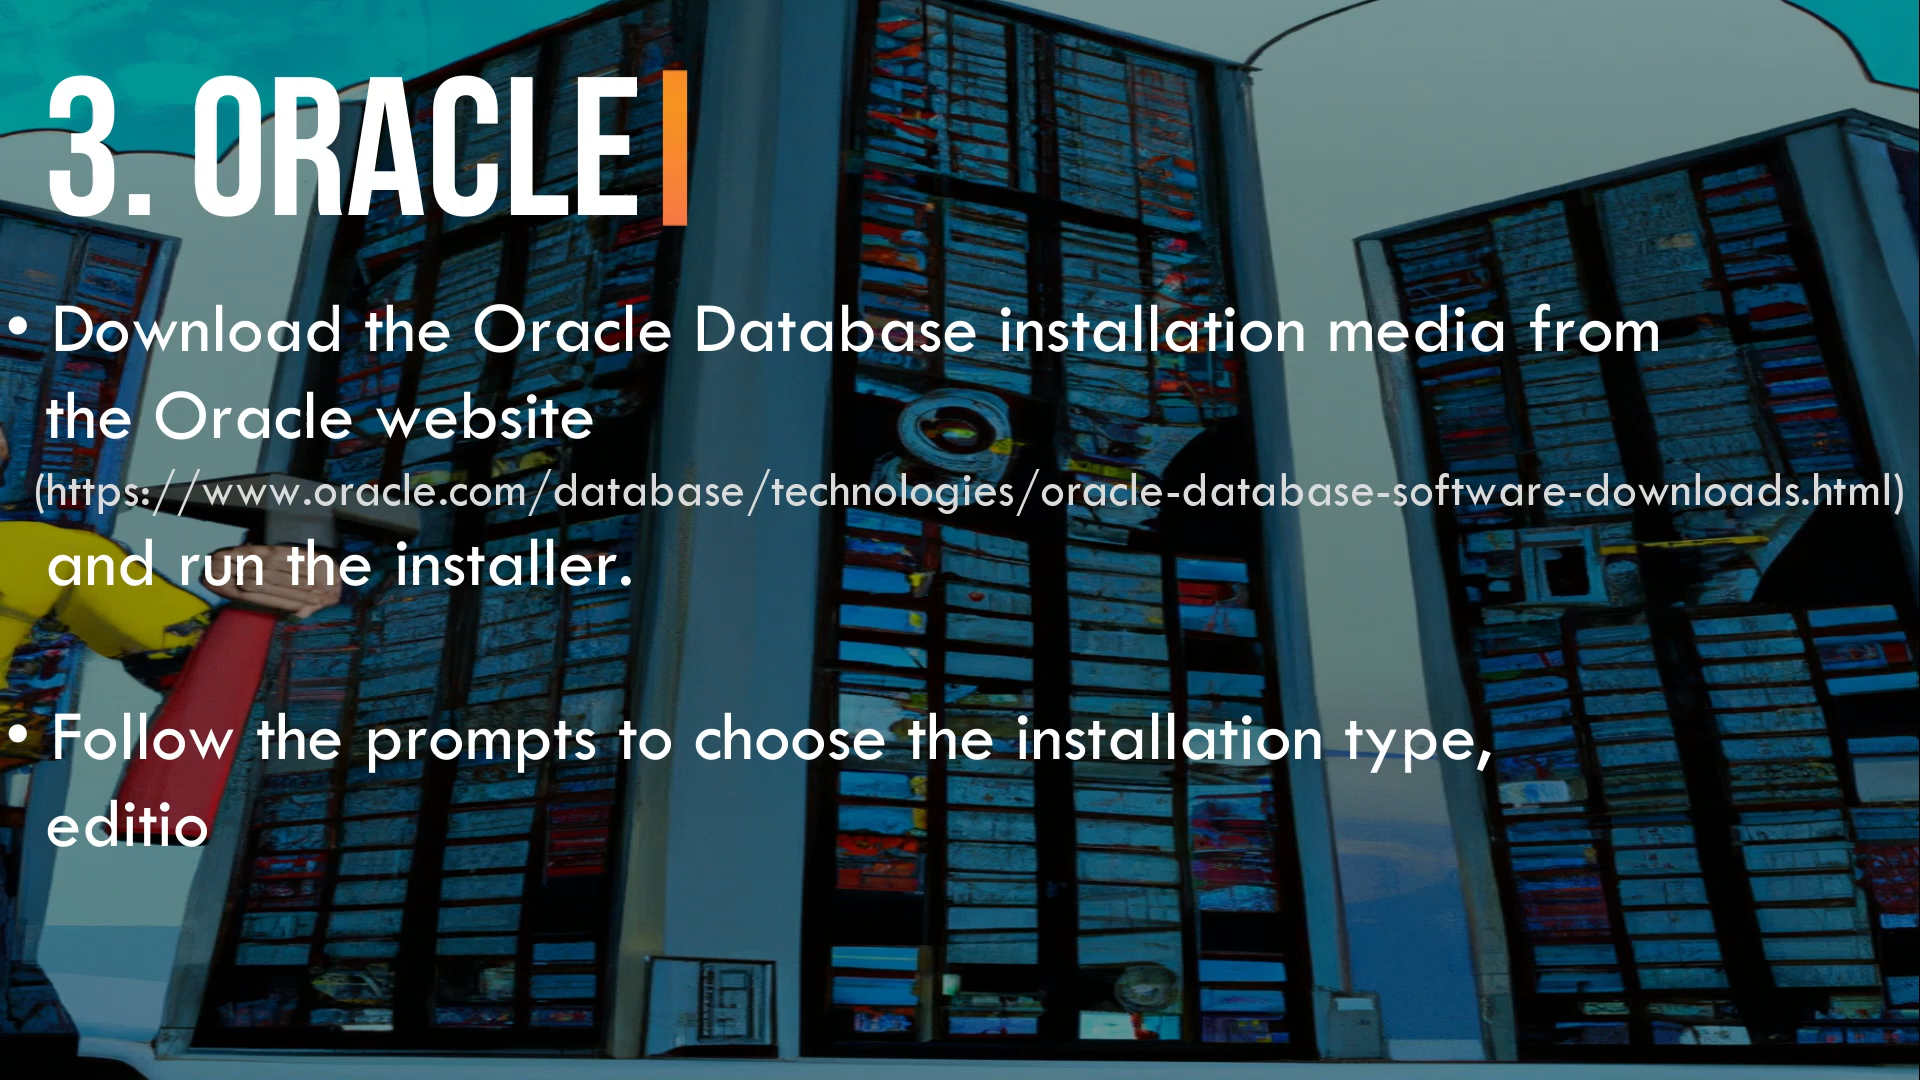 3. ORACLE
• Download the Oracle Database installation media from
the Oracle website
(https://www.oracle.com/database/technologies/oracle-database-software-downloads.html)
and run the installer.
• Follow the prompts to choose the installation type,
editio